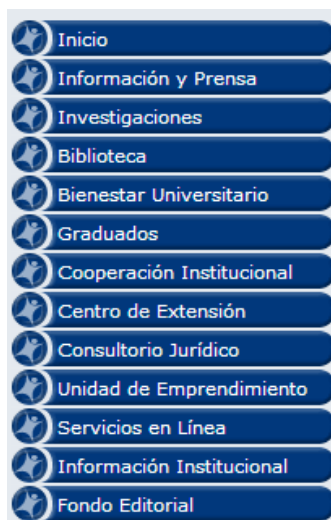 Inicio
Información y Prensa
Investigaciones
Biblioteca
Bienestar Universitario
Graduados
Cooperación Institucional
Centro de Extensión
Consultorio Jurídico
Unidad de Emprendimiento
Servicios en Línea
Información Institucional
Fondo Editorial